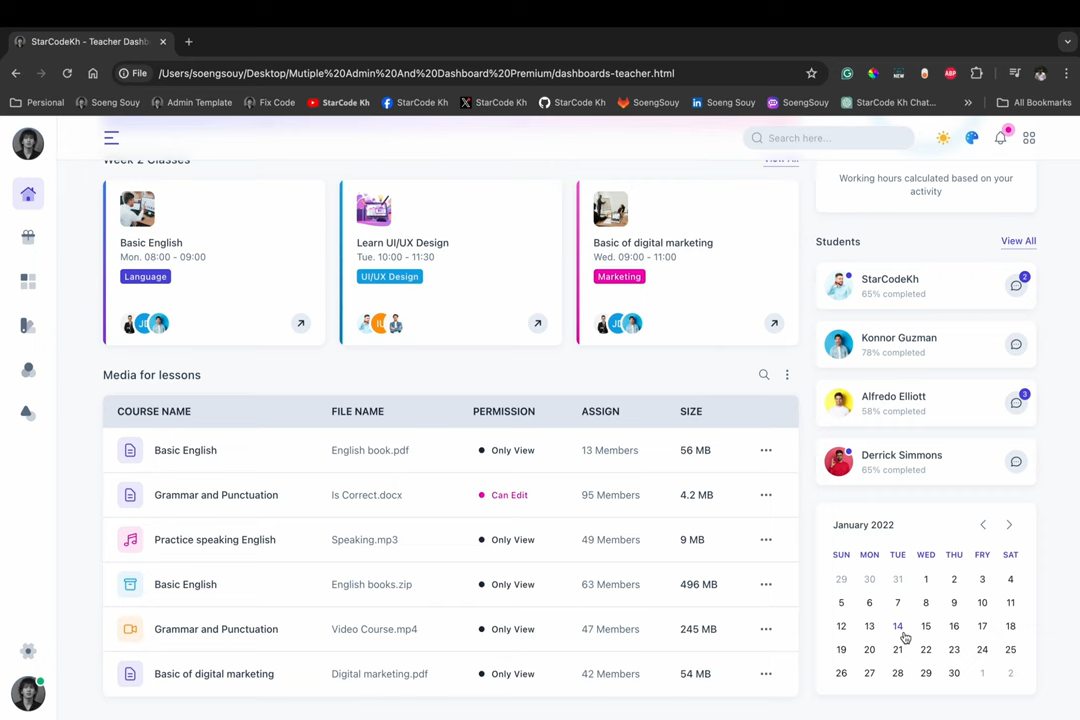 StarCodeKh - Teacher Dashb
File
/Users/soengsouy/Desktop/Mutiple%20Admin%20And%20Dashboard%20Premium/dashboards-teacher.html
NEW
ABP
Persional
Soeng Souy
Admin Template
Fix Code
StarCode Kh
StarCode Kh
StarCode Kh
StarCode Kh
SoengSouy
Soeng Souy
SoengSouy
StarCode Kh Chat...
All Bookmarks
Search here...
Week 2 Classes
View All
Basic English
Mon. 08:00 - 09:00
Language
Learn UI/UX Design
Tue. 10:00 - 11:30
UI/UX Design
Basic of digital marketing
Wed. 09:00 - 11:00
Marketing
Media for lessons
COURSE NAME FILE NAME PERMISSION ASSIGN SIZE
Basic English English book.pdf Only View 13 Members 56 MB
Grammar and Punctuation Is Correct.docx Can Edit 95 Members 4.2 MB
Practice speaking English Speaking.mp3 Only View 49 Members 9 MB
Basic English English books.zip Only View 63 Members 496 MB
Grammar and Punctuation Video Course.mp4 Only View 47 Members 245 MB
Basic of digital marketing Digital marketing.pdf Only View 42 Members 54 MB
Working hours calculated based on your
activity
Students
View All
StarCodeKh
65% completed
2
Konnor Guzman
78% completed
Alfredo Elliott
58% completed
3
Derrick Simmons
65% completed
January 2022
SUN MON TUE WED THU FRY SAT
29 30 31 1 2 3 4
5 6 7 8 9 10 11
12 13 14 15 16 17 18
19 20 21 22 23 24 25
26 27 28 29 30 1 2